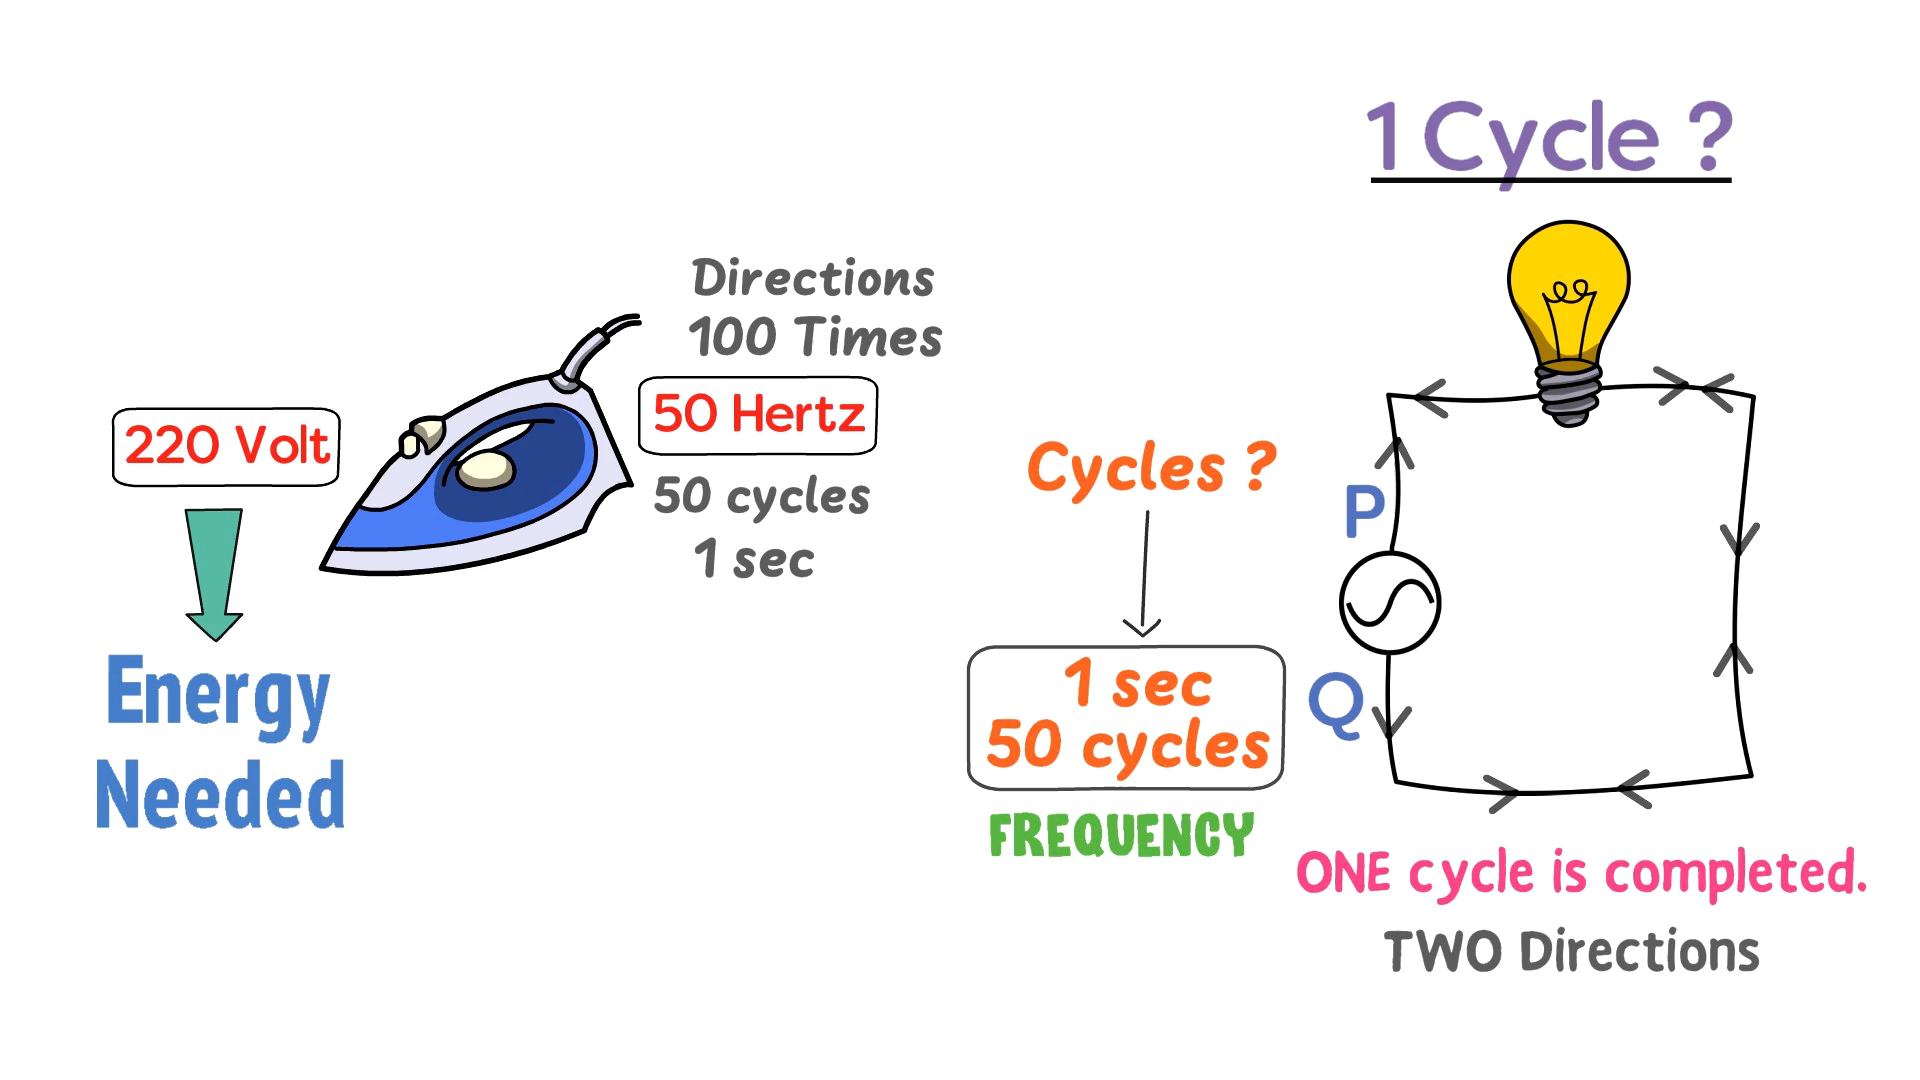 220 Volt
Energy
Needed
Directions
100 Times
50 Hertz
50 cycles
1 sec
Cycles ?
1 sec
50 cycles
FREQUENCY
1 Cycle ?
P
Q
ONE cycle is completed.
TWO Directions